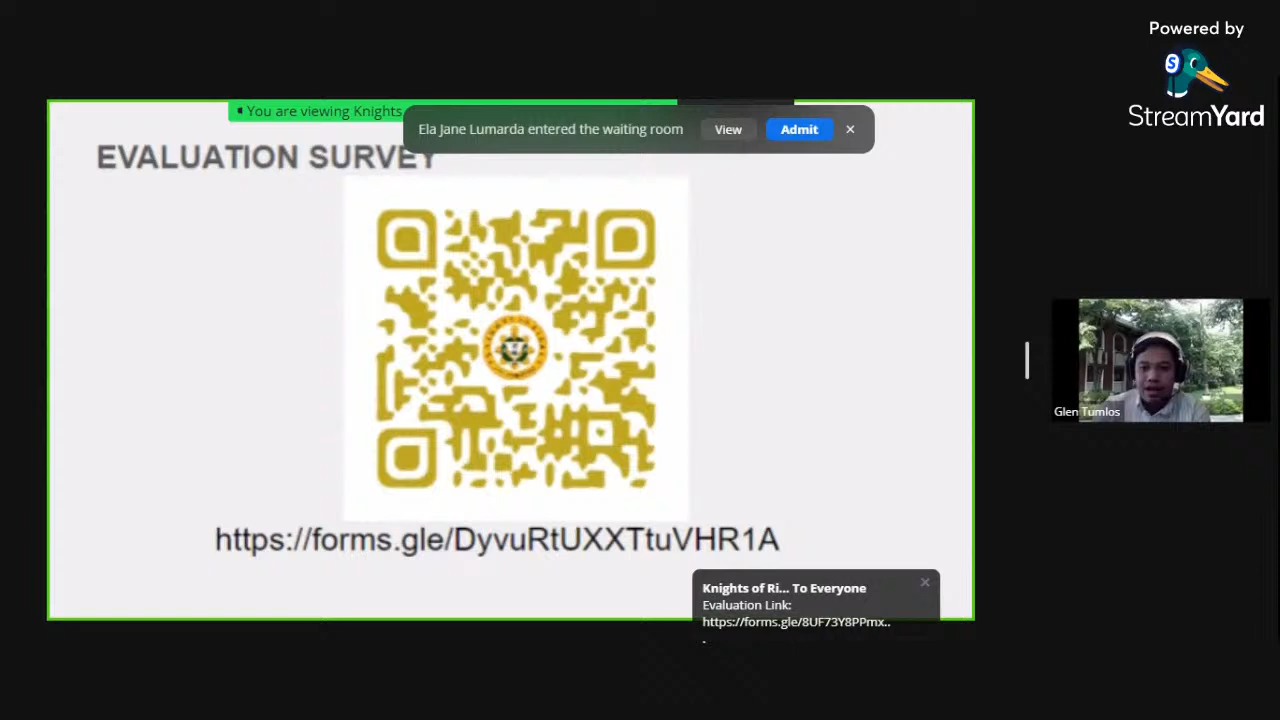 Powered by
StreamYard
You are viewing Knights
Ela Jane Lumarda entered the waiting room
View
Admit
EVALUATION SURVEY
https://forms.gle/DyvuRtUXXTtuVHR1A
Glen Tumlos
Knights of Ri... To Everyone
Evaluation Link:
https://forms.gle/8UF73Y8PPmx..
.